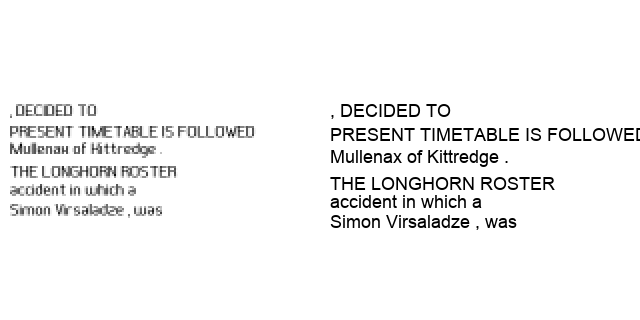 , DECIDED TO
PRESENT TIMETABLE IS FOLLOWED
Mullenax of Kittredge .
THE LONGHORN ROSTER
accident in which a
Simon Virsaladze , was
, DECIDED TO
PRESENT TIMETABLE IS FOLLOWED
Mullenax of Kittredge .
THE LONGHORN ROSTER
accident in which a
Simon Virsaladze , was